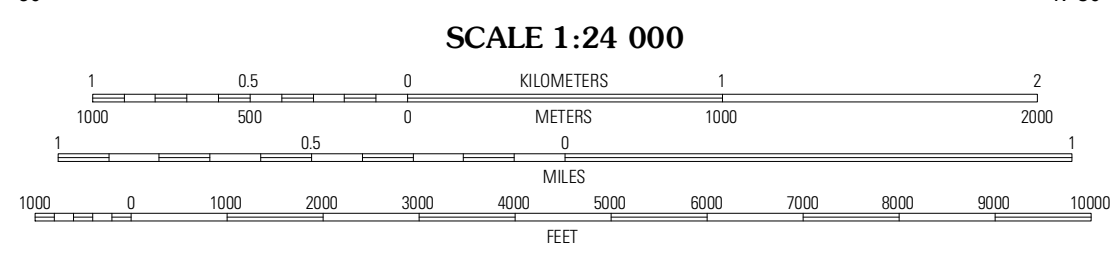 SCALE 1:24 000
1 0.5 0 KILOMETERS 1 2
1000 500 0 METERS 1000 2000
1 0.5 0 1
MILES
1000 0 1000 2000 3000 4000 5000 6000 7000 8000 9000 10000
FEET